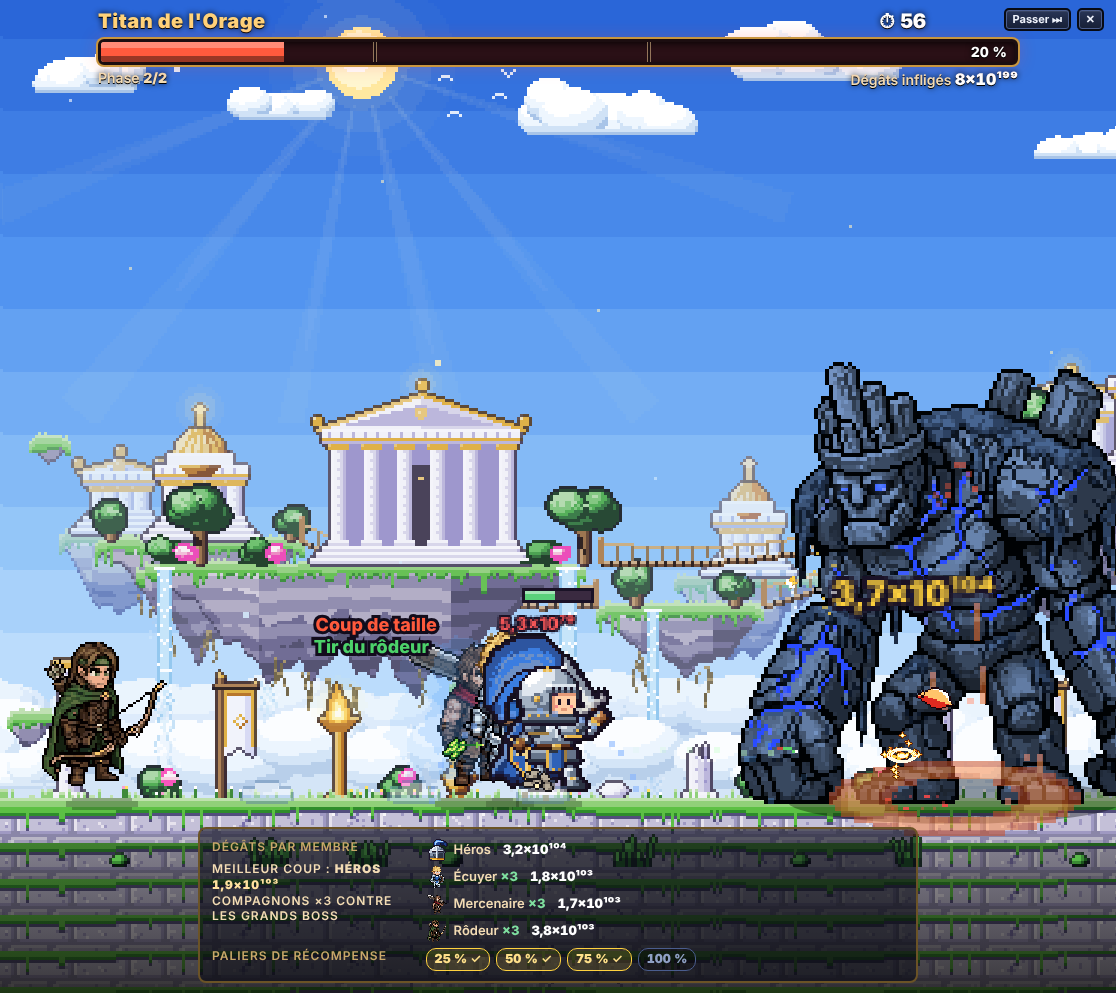 Titan de l'Orage
⏱ 56
Passer ⏭
✕
20 %
Phase 2/2
Dégâts infligés 8×10¹⁹⁹
3,7×10¹⁰⁴
Coup de taille
Tir du rôdeur
DÉGÂTS PAR MEMBRE
MEILLEUR COUP : HÉROS
1,9×10¹⁰³
COMPAGNONS ×3 CONTRE
LES GRANDS BOSS
Héros 3,2×10¹⁰⁴
Écuyer ×3 1,8×10¹⁰³
Mercenaire ×3 1,7×10¹⁰³
Rôdeur ×3 3,8×10¹⁰³
PALIERS DE RÉCOMPENSE
25 % ✓
50 % ✓
75 % ✓
100 %